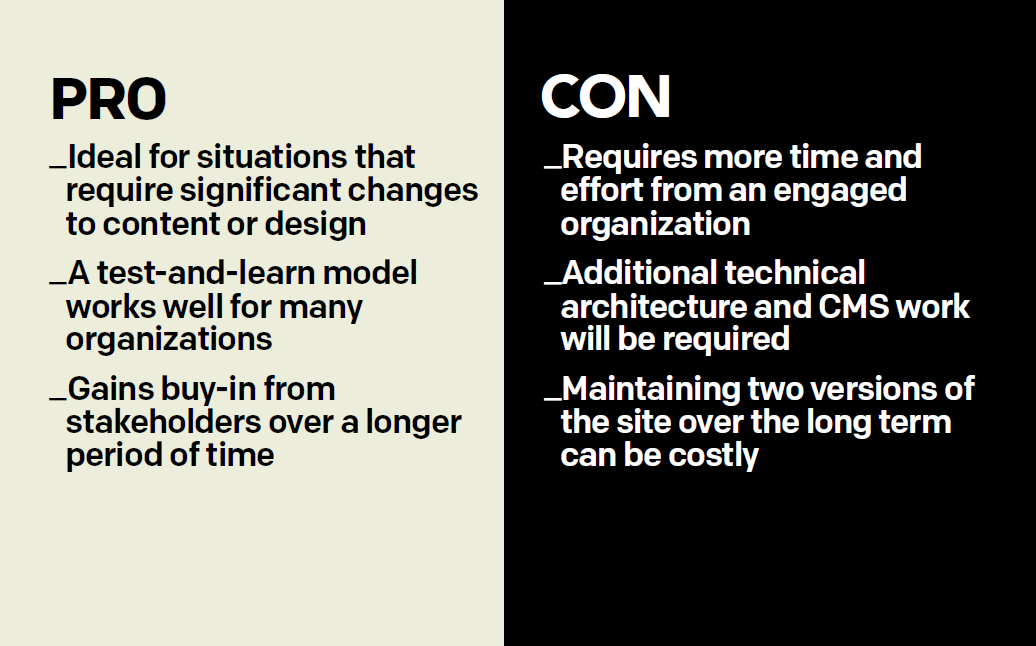 PRO
_Ideal for situations that
require significant changes
to content or design
_A test-and-learn model
works well for many
organizations
_Gains buy-in from
stakeholders over a longer
period of time
CON
_Requires more time and
effort from an engaged
organization
_Additional technical
architecture and CMS work
will be required
_Maintaining two versions of
the site over the long term
can be costly